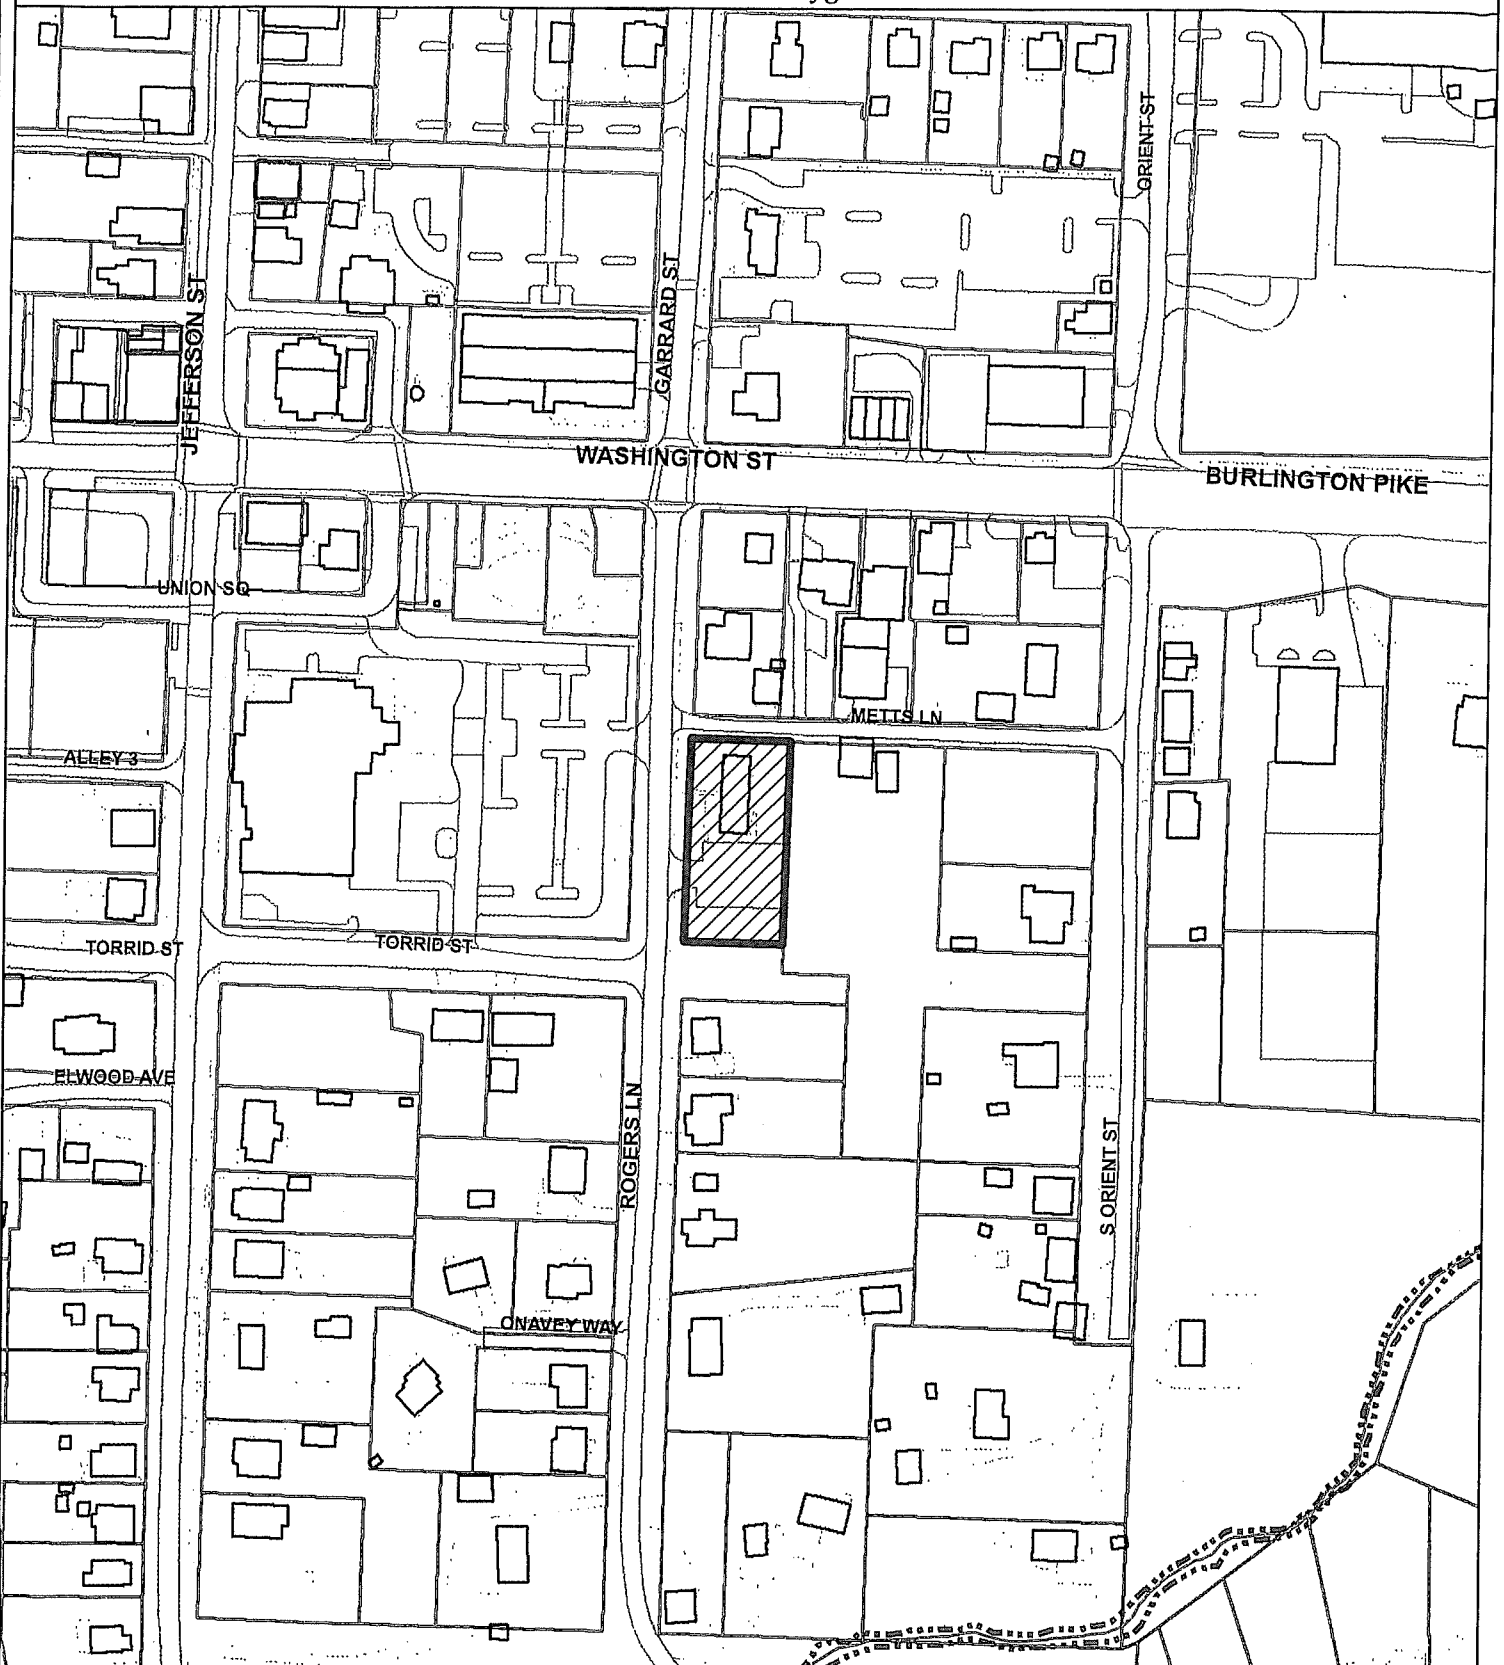 ORIENT ST
JEFFERSON ST
GARRARD ST
WASHINGTON ST
BURLINGTON PIKE
UNION SQ
METTS LN
ALLEY 3
TORRID ST
TORRID ST
ELWOOD AVE
ROGERS LN
S ORIENT ST
ONAVEY WAY